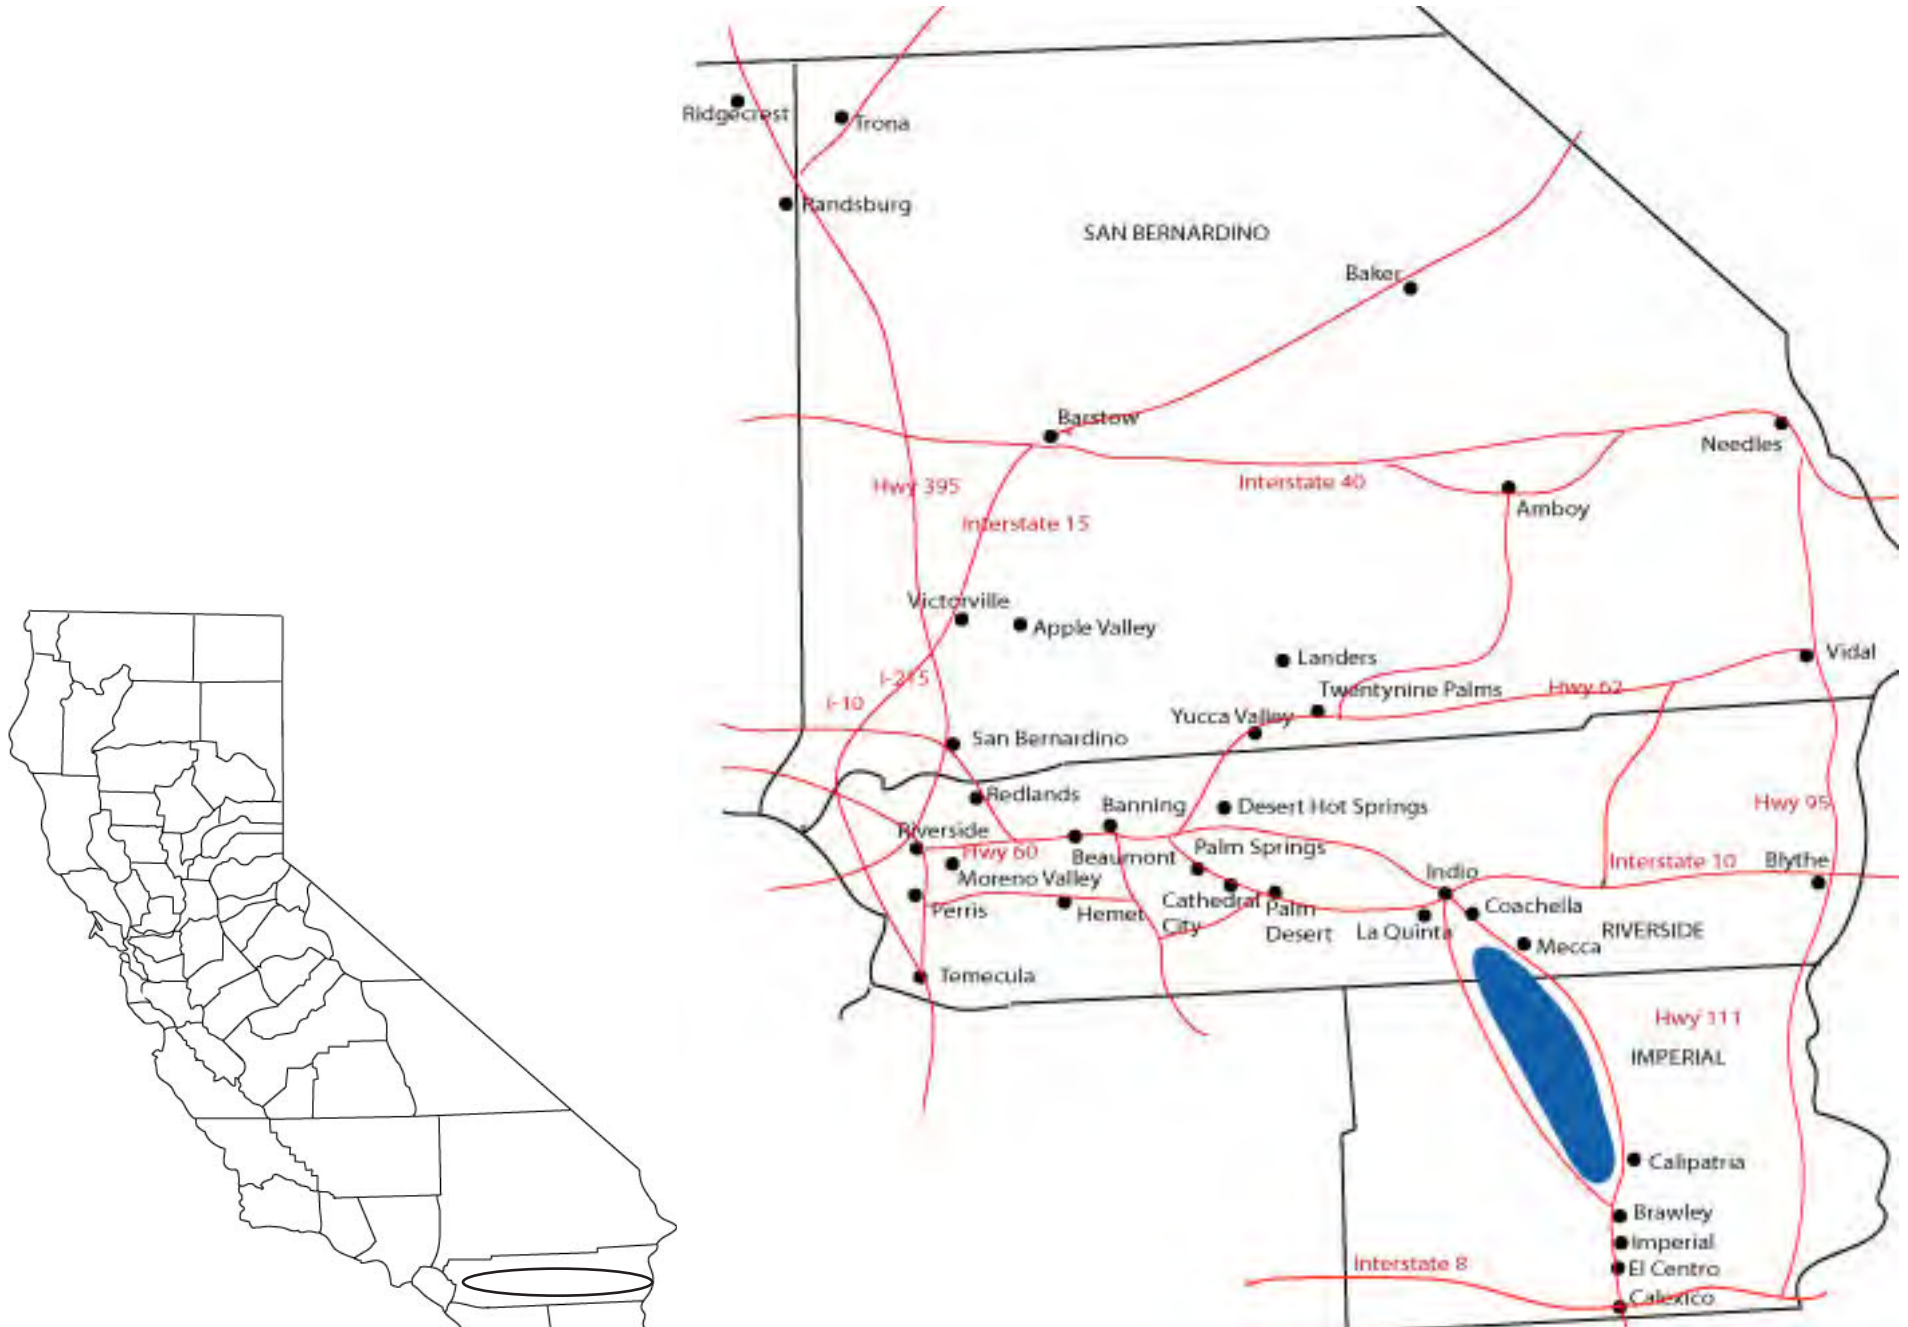 Ridgecrest
Trona
Randsburg
SAN BERNARDINO
Baker
Barstow
Needles
Hwy 395
Interstate 40
Amboy
Interstate 15
Victorville
Apple Valley
Landers
Vidal
I-215
Twentynine Palms
Hwy 62
I-10
Yucca Valley
San Bernardino
Redlands
Banning
Desert Hot Springs
Hwy 95
Riverside
Hwy 60
Beaumont
Palm Springs
Interstate 10
Blythe
Moreno Valley
Indio
Perris
Hemet
Cathedral
City
Palm
Desert
La Quinta
Coachella
RIVERSIDE
Mecca
Temecula
Hwy 111
IMPERIAL
Calipatria
Brawley
Imperial
Interstate 8
El Centro
Calexico